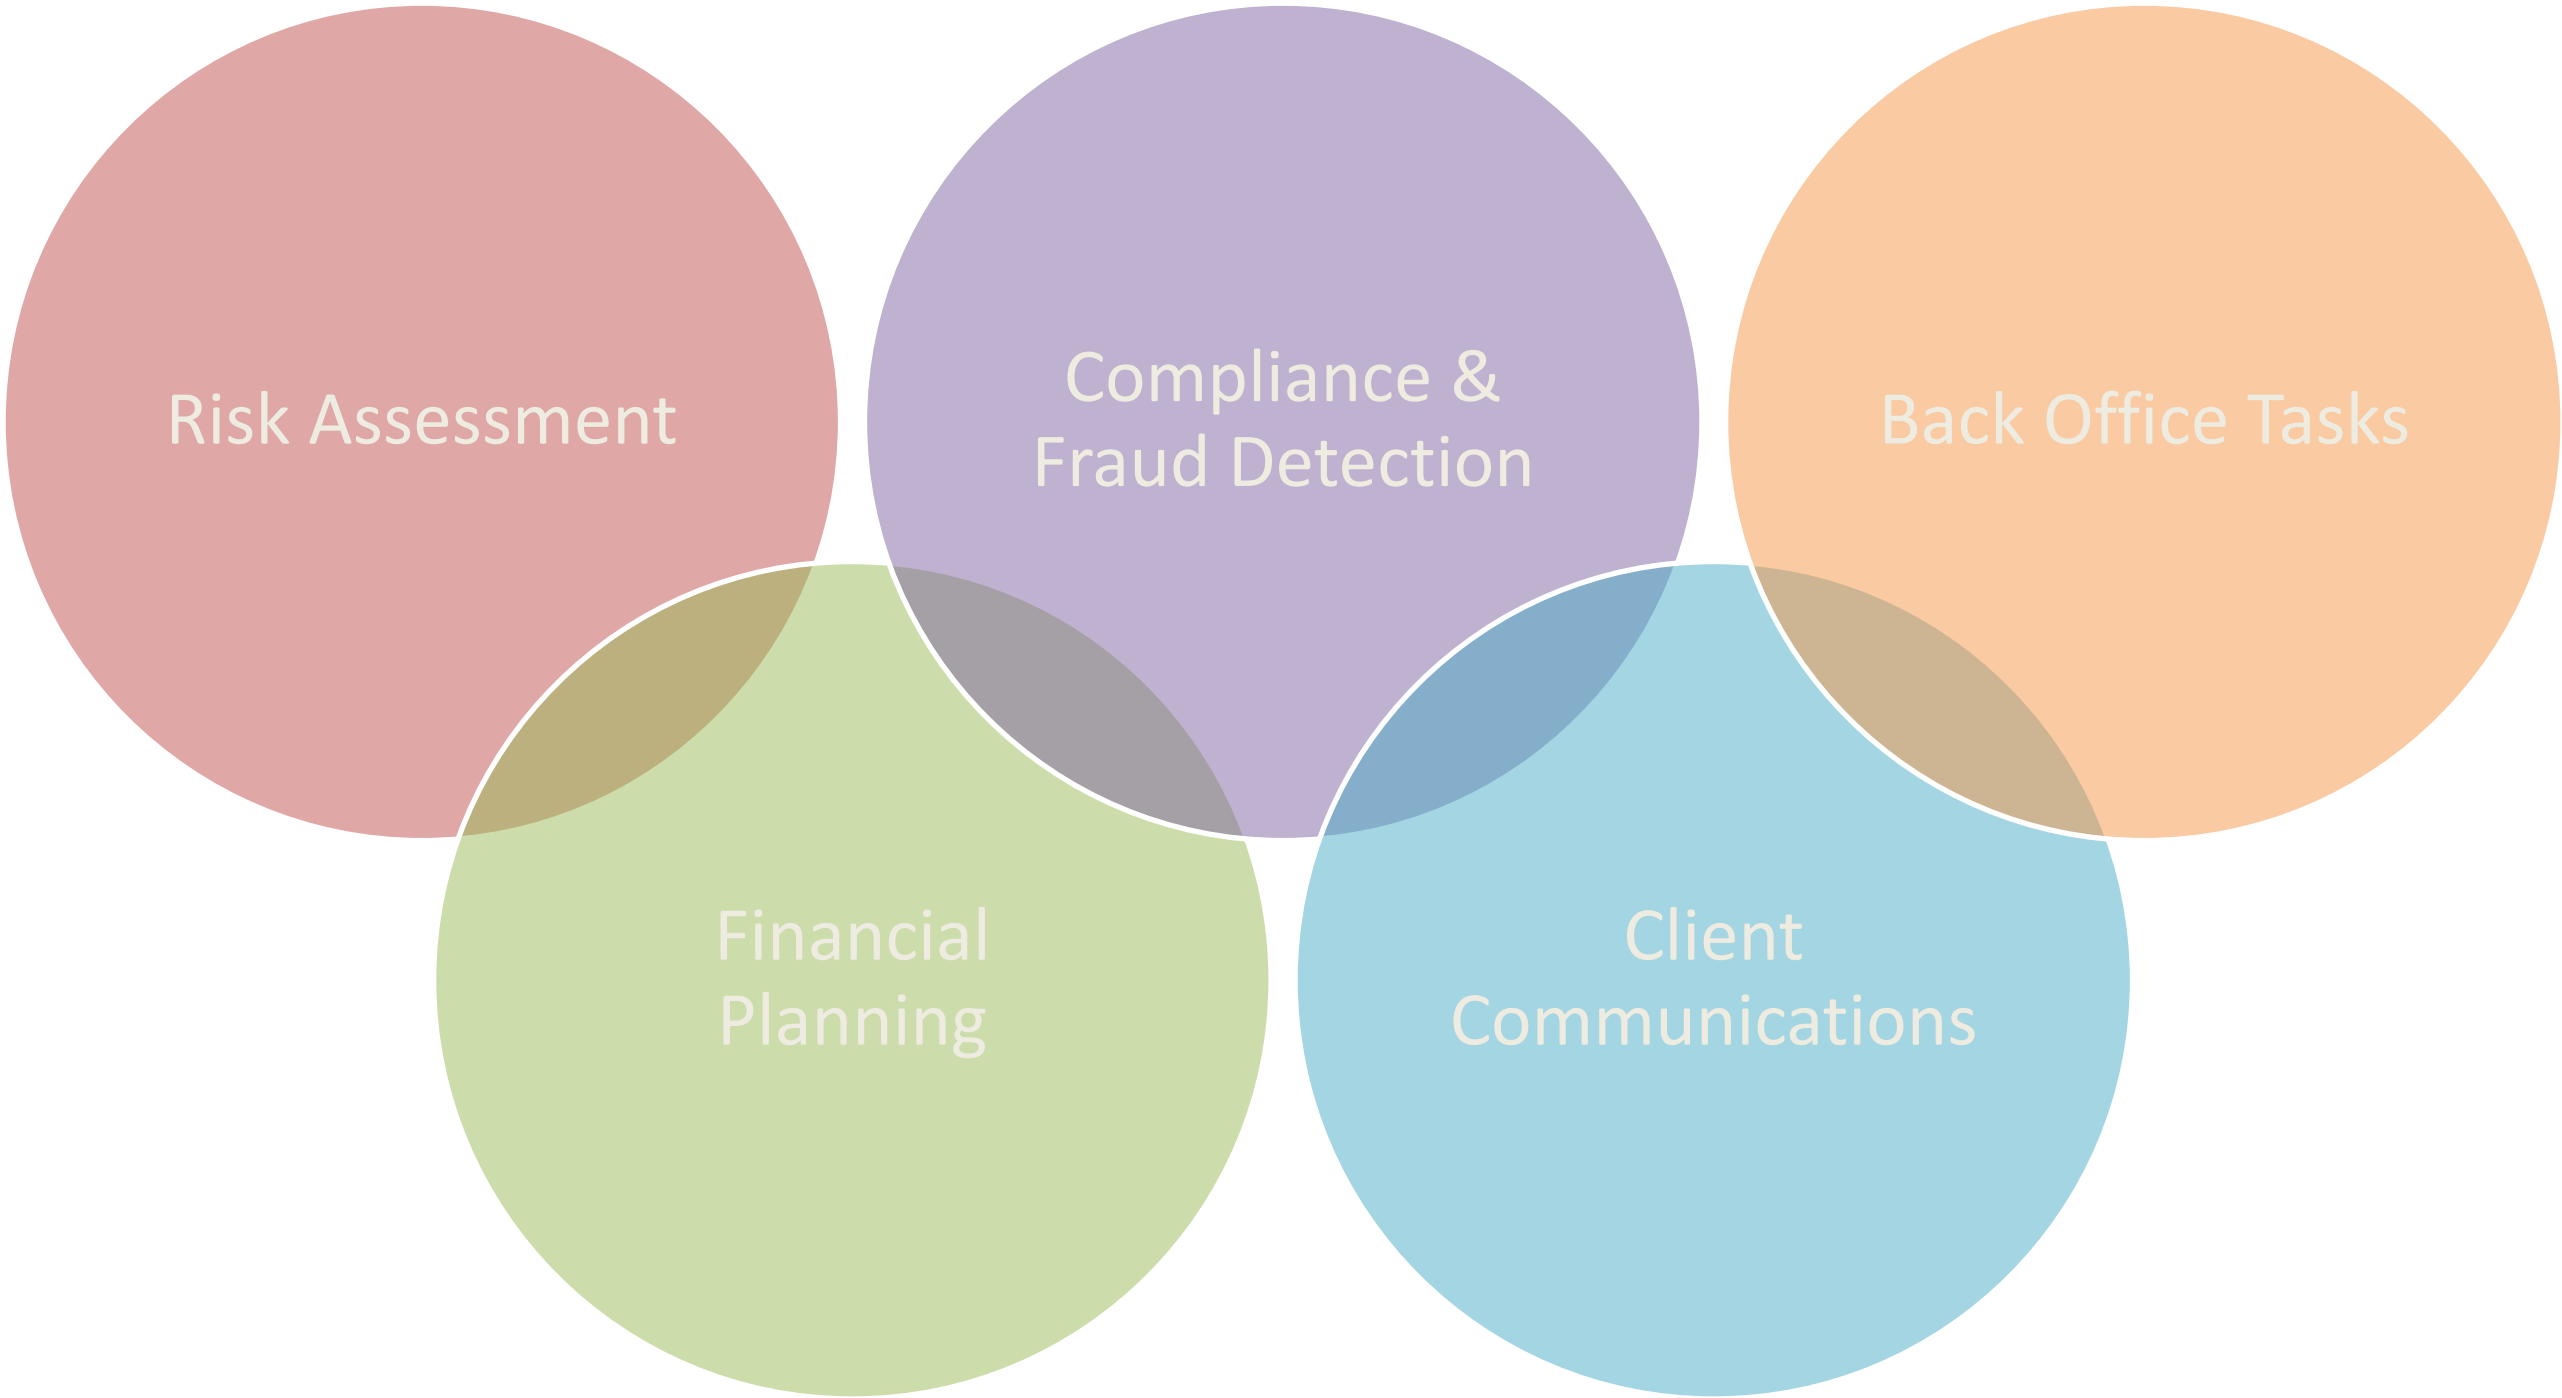 Risk Assessment
Compliance &
Fraud Detection
Back Office Tasks
Financial
Planning
Client
Communications